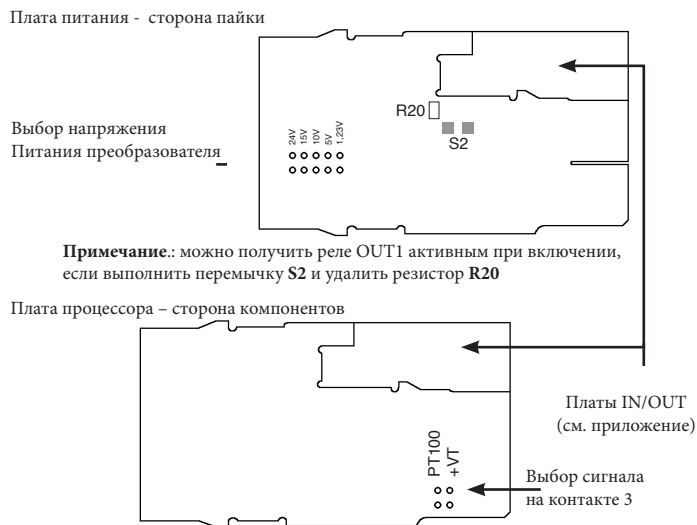 Плата питания - сторона пайки
R20
S2
Выбор напряжения
Питания преобразователя
24V
15V
10V
5V
1,23V
Примечание.: можно получить реле OUT1 активным при включении,
если выполнить перемычку S2 и удалить резистор R20
Плата процессора – сторона компонентов
Платы IN/OUT
(см. приложение)
PT100
+VT
Выбор сигнала
на контакте 3